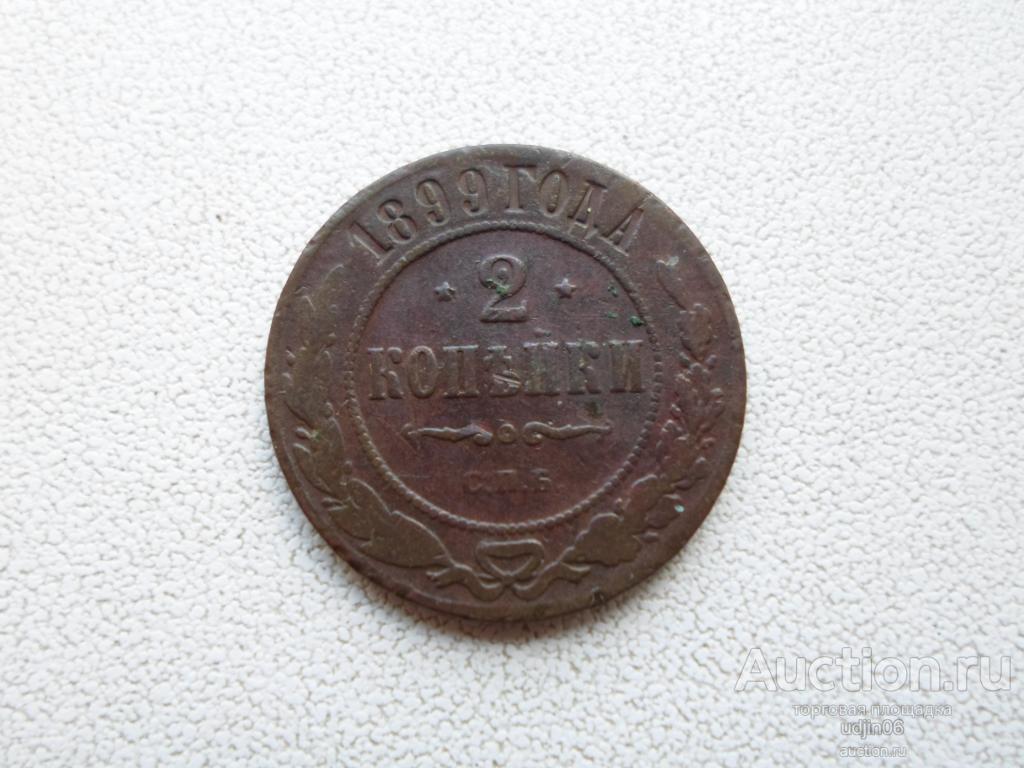 1899 ГОДА
2
КОПѢЙКИ
С.П.Б.
Auction.ru
торговая площадка
udjin06
auction.ru